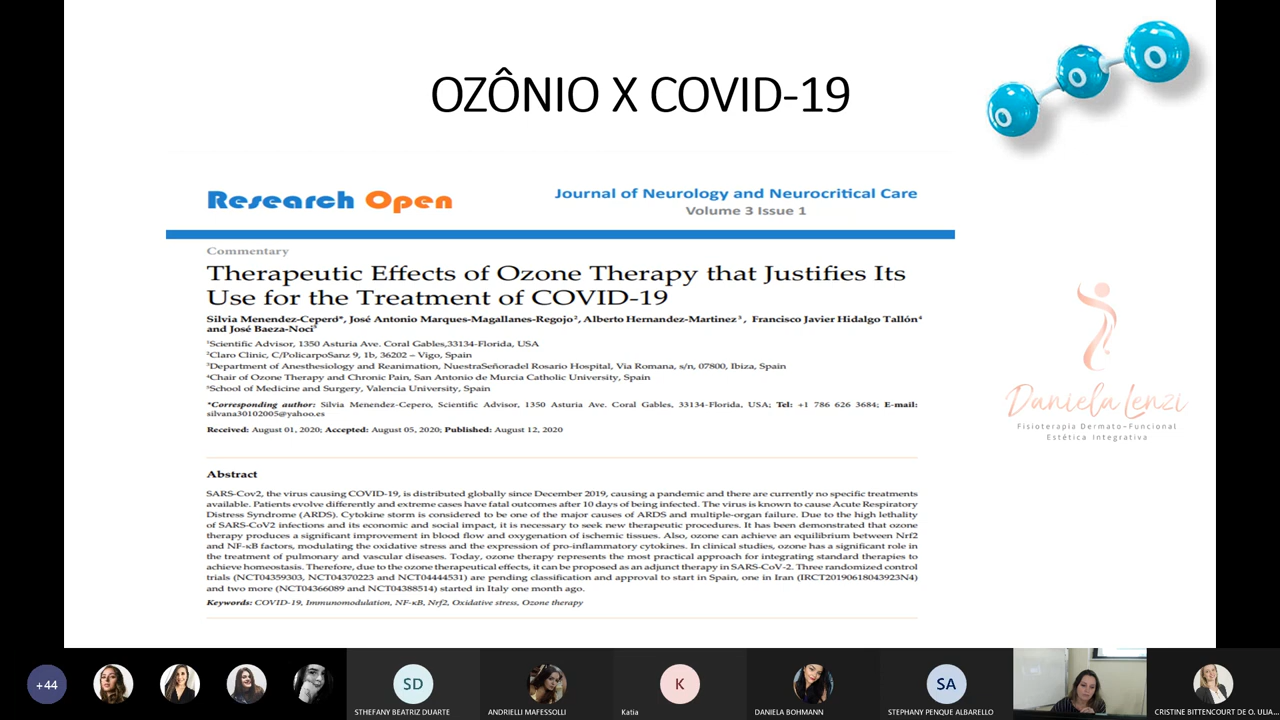 OZÔNIO X COVID-19
O
O
O
Research Open
Journal of Neurology and Neurocritical Care
Volume 3 Issue 1
Commentary
Therapeutic Effects of Ozone Therapy that Justifies Its
Use for the Treatment of COVID-19
Silvia Menendez-Cepero¹*, José Antonio Marques-Magallanes-Regojo², Alberto Hernandez-Martinez³, Francisco Javier Hidalgo Tallón⁴
and José Baeza-Noci⁵
¹Scientific Advisor, 1350 Asturia Ave. Coral Gables,33134-Florida, USA
²Claro Clinic, C/PolicarpoSanz 9, 1b, 36202 – Vigo, Spain
³Department of Anesthesiology and Reanimation, NuestraSeñoradel Rosario Hospital, Via Romana, s/n, 07800, Ibiza, Spain
⁴Chair of Ozone Therapy and Chronic Pain, San Antonio de Murcia Catholic University, Spain
⁵School of Medicine and Surgery, Valencia University, Spain
*Corresponding author: Silvia Menendez-Cepero, Scientific Advisor, 1350 Asturia Ave. Coral Gables, 33134-Florida, USA; Tel: +1 786 626 3684; E-mail:
silvana30102005@yahoo.es
Received: August 01, 2020; Accepted: August 05, 2020; Published: August 12, 2020
Abstract
SARS-Cov2, the virus causing COVID-19, is distributed globally since December 2019, causing a pandemic and there are currently no specific treatments
available. Patients evolve differently and extreme cases have fatal outcomes after 10 days of being infected. The virus is known to cause Acute Respiratory
Distress Syndrome (ARDS). Cytokine storm is considered to be one of the major causes of ARDS and multiple-organ failure. Due to the high lethality
of SARS-CoV2 infections and its economic and social impact, it is necessary to seek new therapeutic procedures. It has been demonstrated that ozone
therapy produces a significant improvement in blood flow and oxygenation of ischemic tissues. Also, ozone can achieve an equilibrium between Nrf2
and NF-κB factors, modulating the oxidative stress and the expression of pro-inflammatory cytokines. In clinical studies, ozone has a significant role in
the treatment of pulmonary and vascular diseases. Today, ozone therapy represents the most practical approach for integrating standard therapies to
achieve homeostasis. Therefore, due to the ozone therapeutical effects, it can be proposed as an adjunct therapy in SARS-CoV-2. Three randomized control
trials (NCT04359303, NCT04370223 and NCT04444531) are pending classification and approval to start in Spain, one in Iran (IRCT20190618043923N4)
and two more (NCT04366089 and NCT04388514) started in Italy one month ago.
Keywords: COVID-19, Immunomodulation, NF-κB, Nrf2, Oxidative stress, Ozone therapy
Daniela Lenzi
Fisioterapia Dermato-Funcional
Estética Integrativa
+44
SD
STHEFANY BEATRIZ DUARTE
ANDRIELLI MAFESSOLLI
K
Katia
DANIELA BOHMANN
SA
STEPHANY PENQUE ALBARELLO
CRISTINE BITTENCOURT DE O. ULIA...